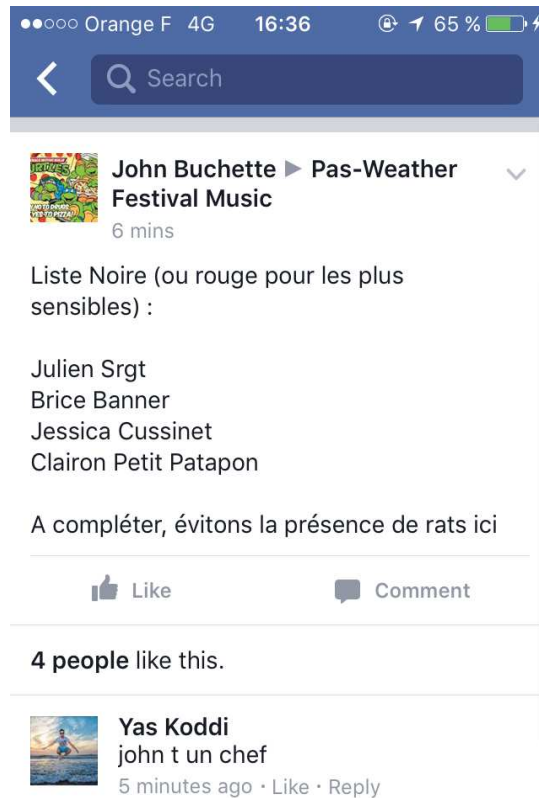 Orange F 4G 16:36 65 %
Search
John Buchette ▶ Pas-Weather
Festival Music
6 mins
Liste Noire (ou rouge pour les plus
sensibles) :
Julien Srgt
Brice Banner
Jessica Cussinet
Clairon Petit Patapon
A compléter, évitons la présence de rats ici
Like Comment
4 people like this.
Yas Koddi
john t un chef
5 minutes ago · Like · Reply